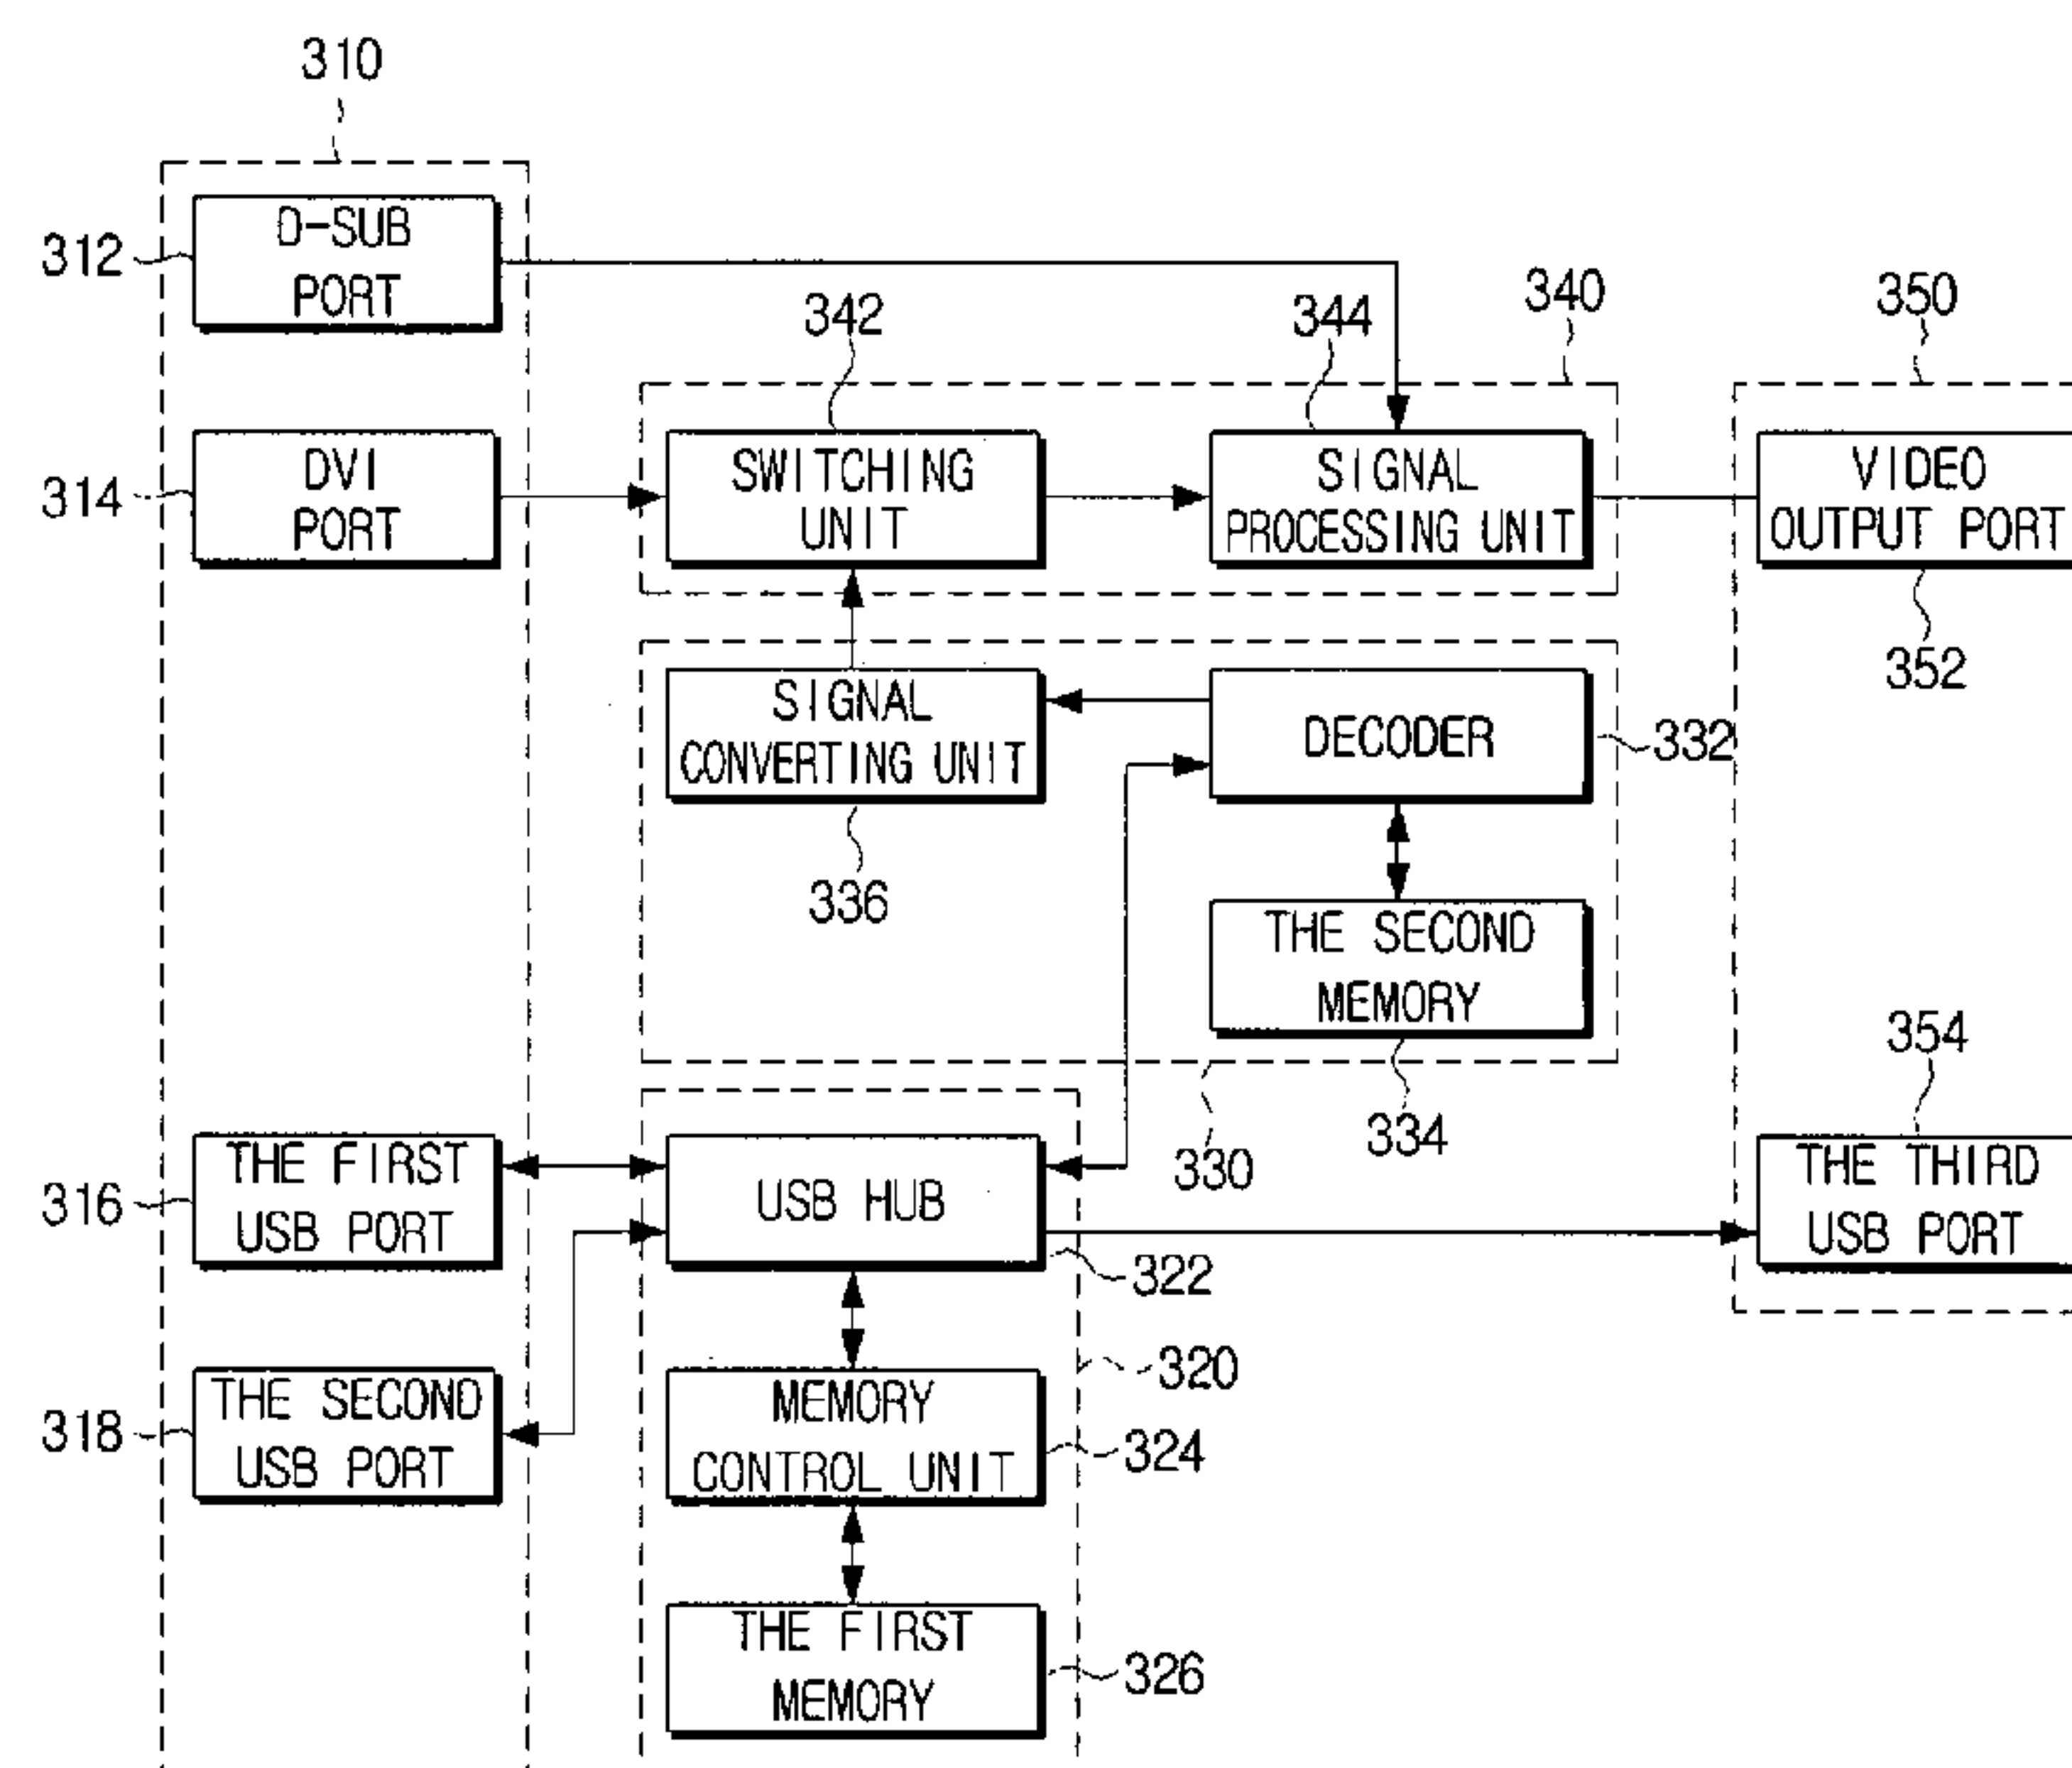 310
312
D-SUB
PORT
342
344
340
350
314
DVI
PORT
SWITCHING
UNIT
SIGNAL
PROCESSING UNIT
VIDEO
OUTPUT PORT
352
SIGNAL
CONVERTING UNIT
DECODER
332
336
THE SECOND
MEMORY
334
330
354
316
THE FIRST
USB PORT
USB HUB
322
THE THIRD
USB PORT
320
318
THE SECOND
USB PORT
MEMORY
CONTROL UNIT
324
THE FIRST
MEMORY
326